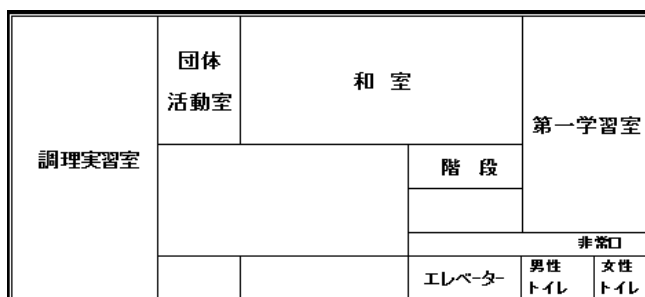 団体
活動室
和 室
第一学習室
調理実習室
階 段
非常口
エレベーター
男性
トイレ
女性
トイレ